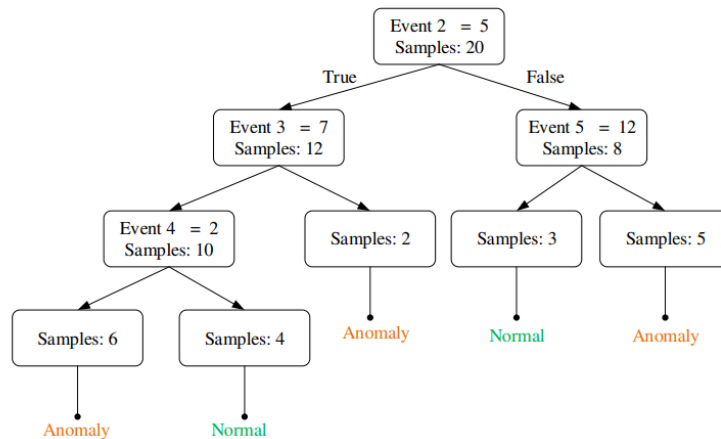 Event 2 = 5
Samples: 20
True
False
Event 3 = 7
Samples: 12
Event 5 = 12
Samples: 8
Event 4 = 2
Samples: 10
Samples: 2
Samples: 3
Samples: 5
Samples: 6
Samples: 4
Anomaly
Normal
Anomaly
Anomaly
Normal